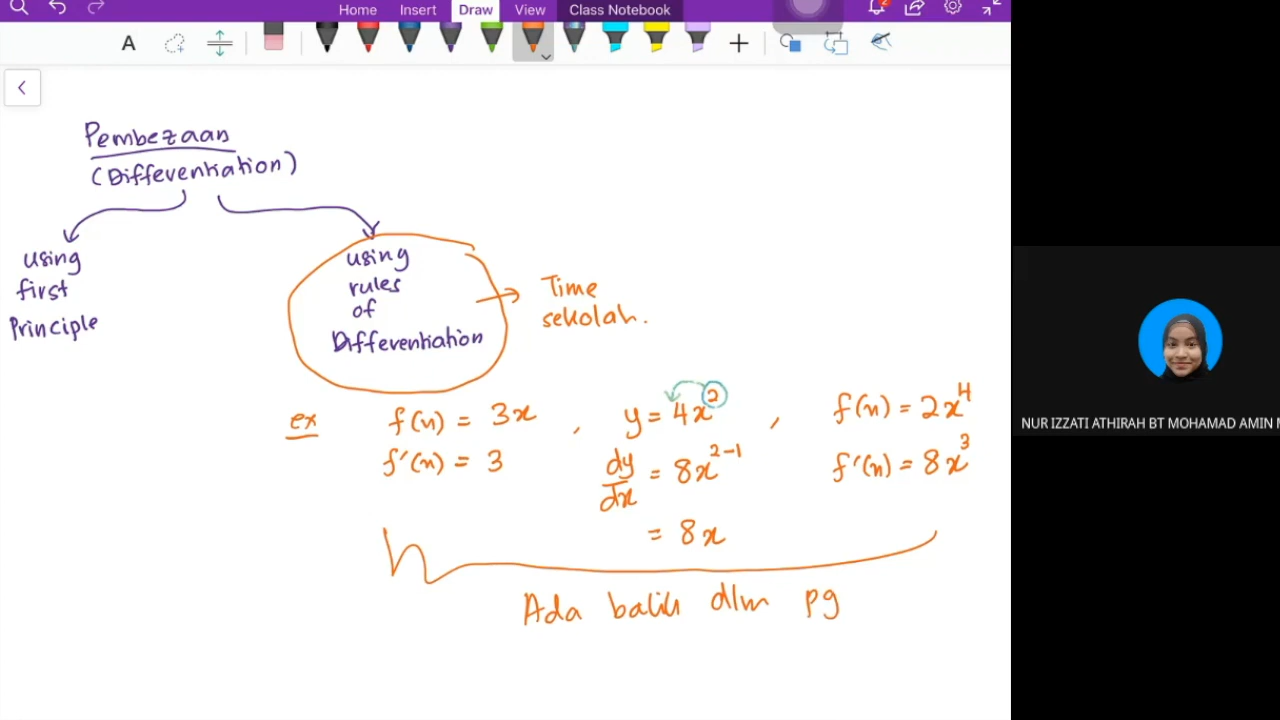 Home Insert Draw View Class Notebook
2
A
Pembezaan
(Differentiation)
using
first
Principle
using
rules
of
Differentiation
Time
sekolah.
ex
f(x) = 3x , y = 4x² , f(x) = 2x⁴
f'(x) = 3
dy/dx = 8x²⁻¹
f'(x) = 8x³
= 8x
Ada balik dlm pg
NUR IZZATI ATHIRAH BT MOHAMAD AMIN